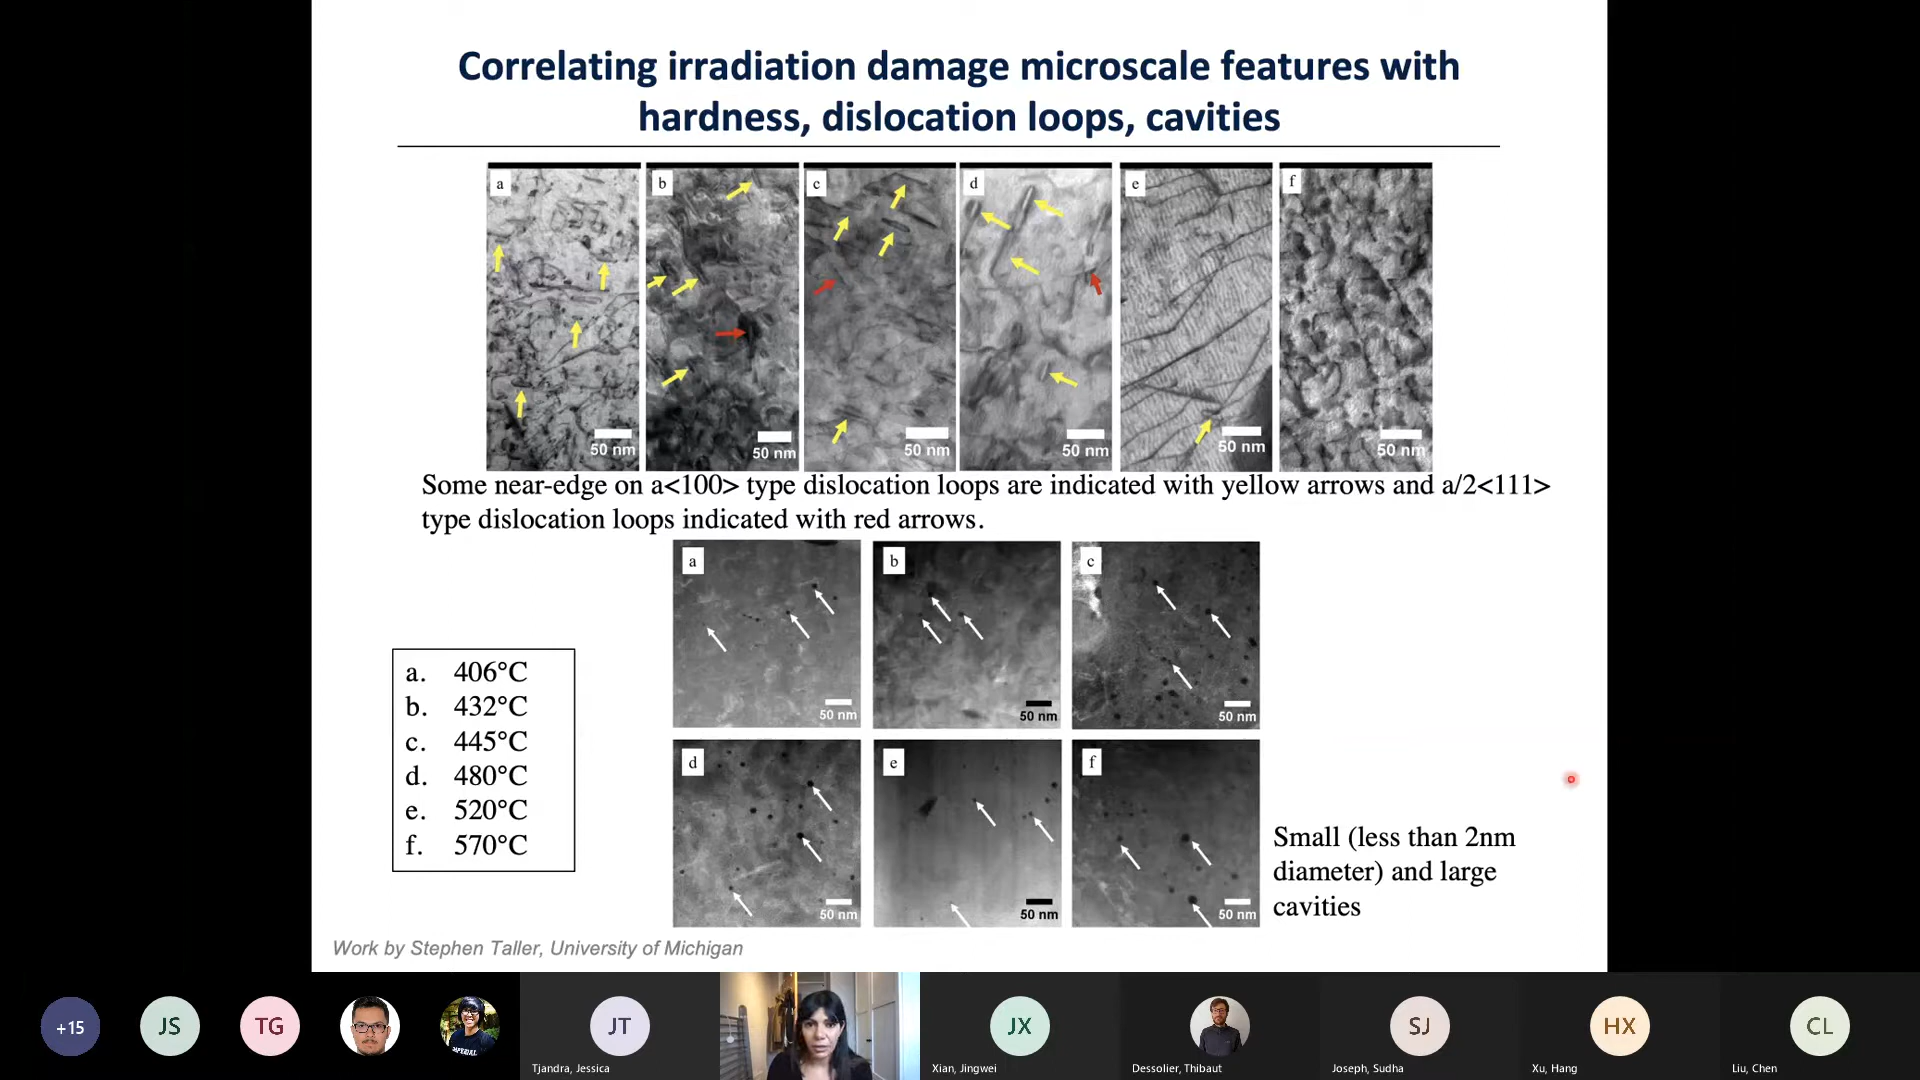 Correlating irradiation damage microscale features with
hardness, dislocation loops, cavities
a
b
c
d
e
f
50 nm
50 nm
50 nm
50 nm
50 nm
50 nm
Some near-edge on a<100> type dislocation loops are indicated with yellow arrows and a/2<111>
type dislocation loops indicated with red arrows.
a
b
c
50 nm
50 nm
50 nm
a. 406°C
b. 432°C
c. 445°C
d. 480°C
e. 520°C
f. 570°C
d
e
f
50 nm
50 nm
50 nm
Small (less than 2nm
diameter) and large
cavities
Work by Stephen Taller, University of Michigan
+15
JS
TG
IMPERIAL
JT
JX
SJ
HX
CL
Tjandra, Jessica
Xian, Jingwei
Dessolier, Thibaut
Joseph, Sudha
Xu, Hang
Liu, Chen